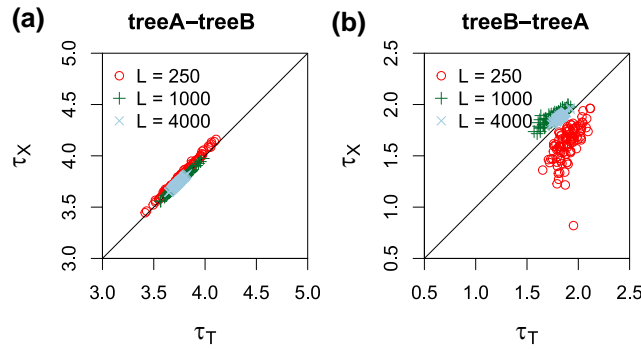 (a)
treeA−treeB
5.0
4.5
4.0
3.5
3.0
τX
L = 250
L = 1000
L = 4000
3.0 3.5 4.0 4.5 5.0
τT
(b)
treeB−treeA
2.5
2.0
1.5
1.0
0.5
τX
L = 250
L = 1000
L = 4000
0.5 1.0 1.5 2.0 2.5
τT